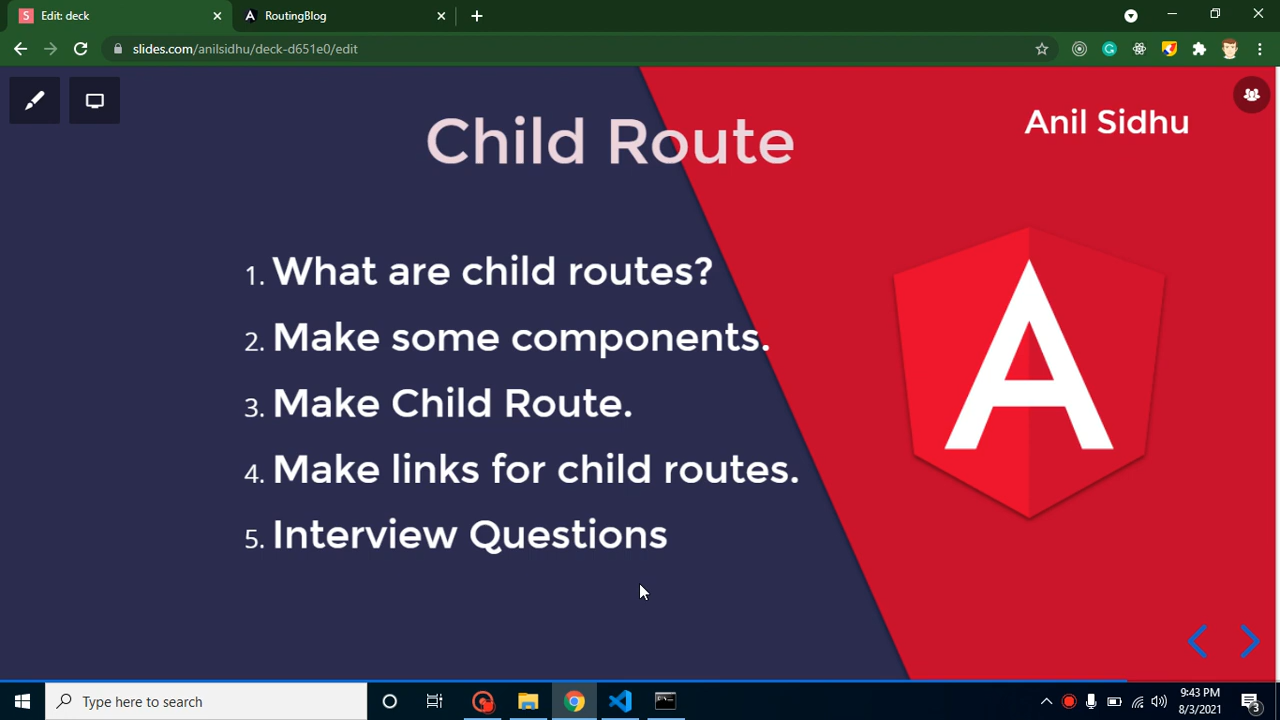 Edit: deck
RoutingBlog
slides.com/anilsidhu/deck-d651e0/edit
Child Route
Anil Sidhu
1. What are child routes?
2. Make some components.
3. Make Child Route.
4. Make links for child routes.
5. Interview Questions
Type here to search
9:43 PM
8/3/2021
3